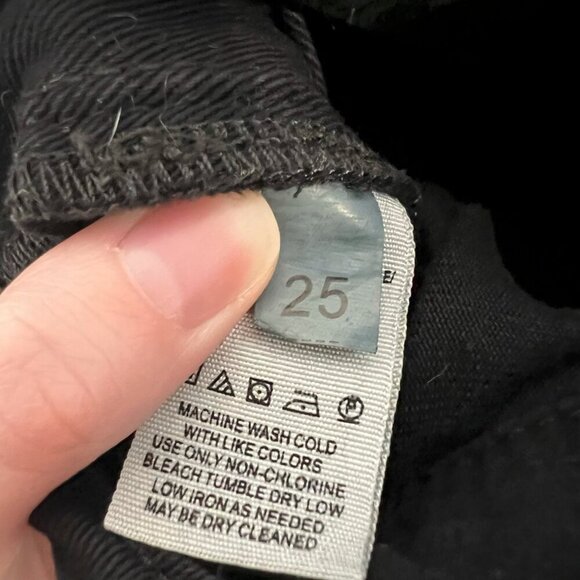 25
E/
MACHINE WASH COLD
WITH LIKE COLORS
USE ONLY NON-CHLORINE
BLEACH TUMBLE DRY LOW
LOW IRON AS NEEDED
MAY BE DRY CLEANED